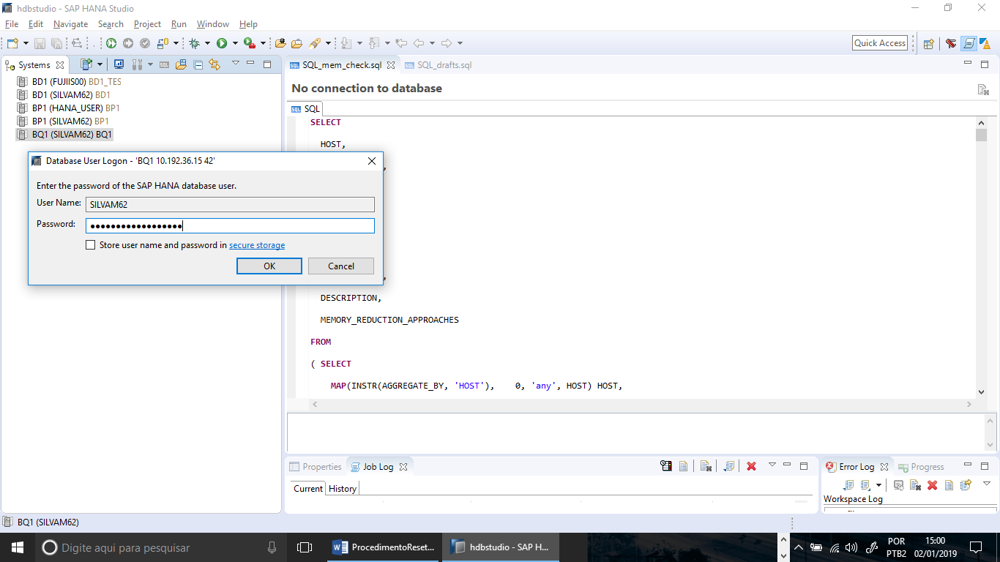 hdbstudio - SAP HANA Studio
File Edit Navigate Search Project Run Window Help
Quick Access
Systems
BD1 (FUJIIS00) BD1_TES
BD1 (SILVAM62) BD1
BP1 (HANA_USER) BP1
BP1 (SILVAM62) BP1
BQ1 (SILVAM62) BQ1
SQL_mem_check.sql SQL_drafts.sql
No connection to database
SQL SQL
SELECT
HOST,
,
Database User Logon - 'BQ1 10.192.36.15 42'
Enter the password of the SAP HANA database user.
User Name: SILVAM62
Password: ●●●●●●●●●●●●●●●●●●
Store user name and password in secure storage
OK Cancel
,
DESCRIPTION,
MEMORY_REDUCTION_APPROACHES
FROM
( SELECT
MAP(INSTR(AGGREGATE_BY, 'HOST'), 0, 'any', HOST) HOST,
Properties Job Log
Current History
Error Log Progress
Workspace Log
BQ1 (SILVAM62)
Digite aqui para pesquisar
ProcedimentoReset...
hdbstudio - SAP H...
POR
PTB2
15:00
02/01/2019